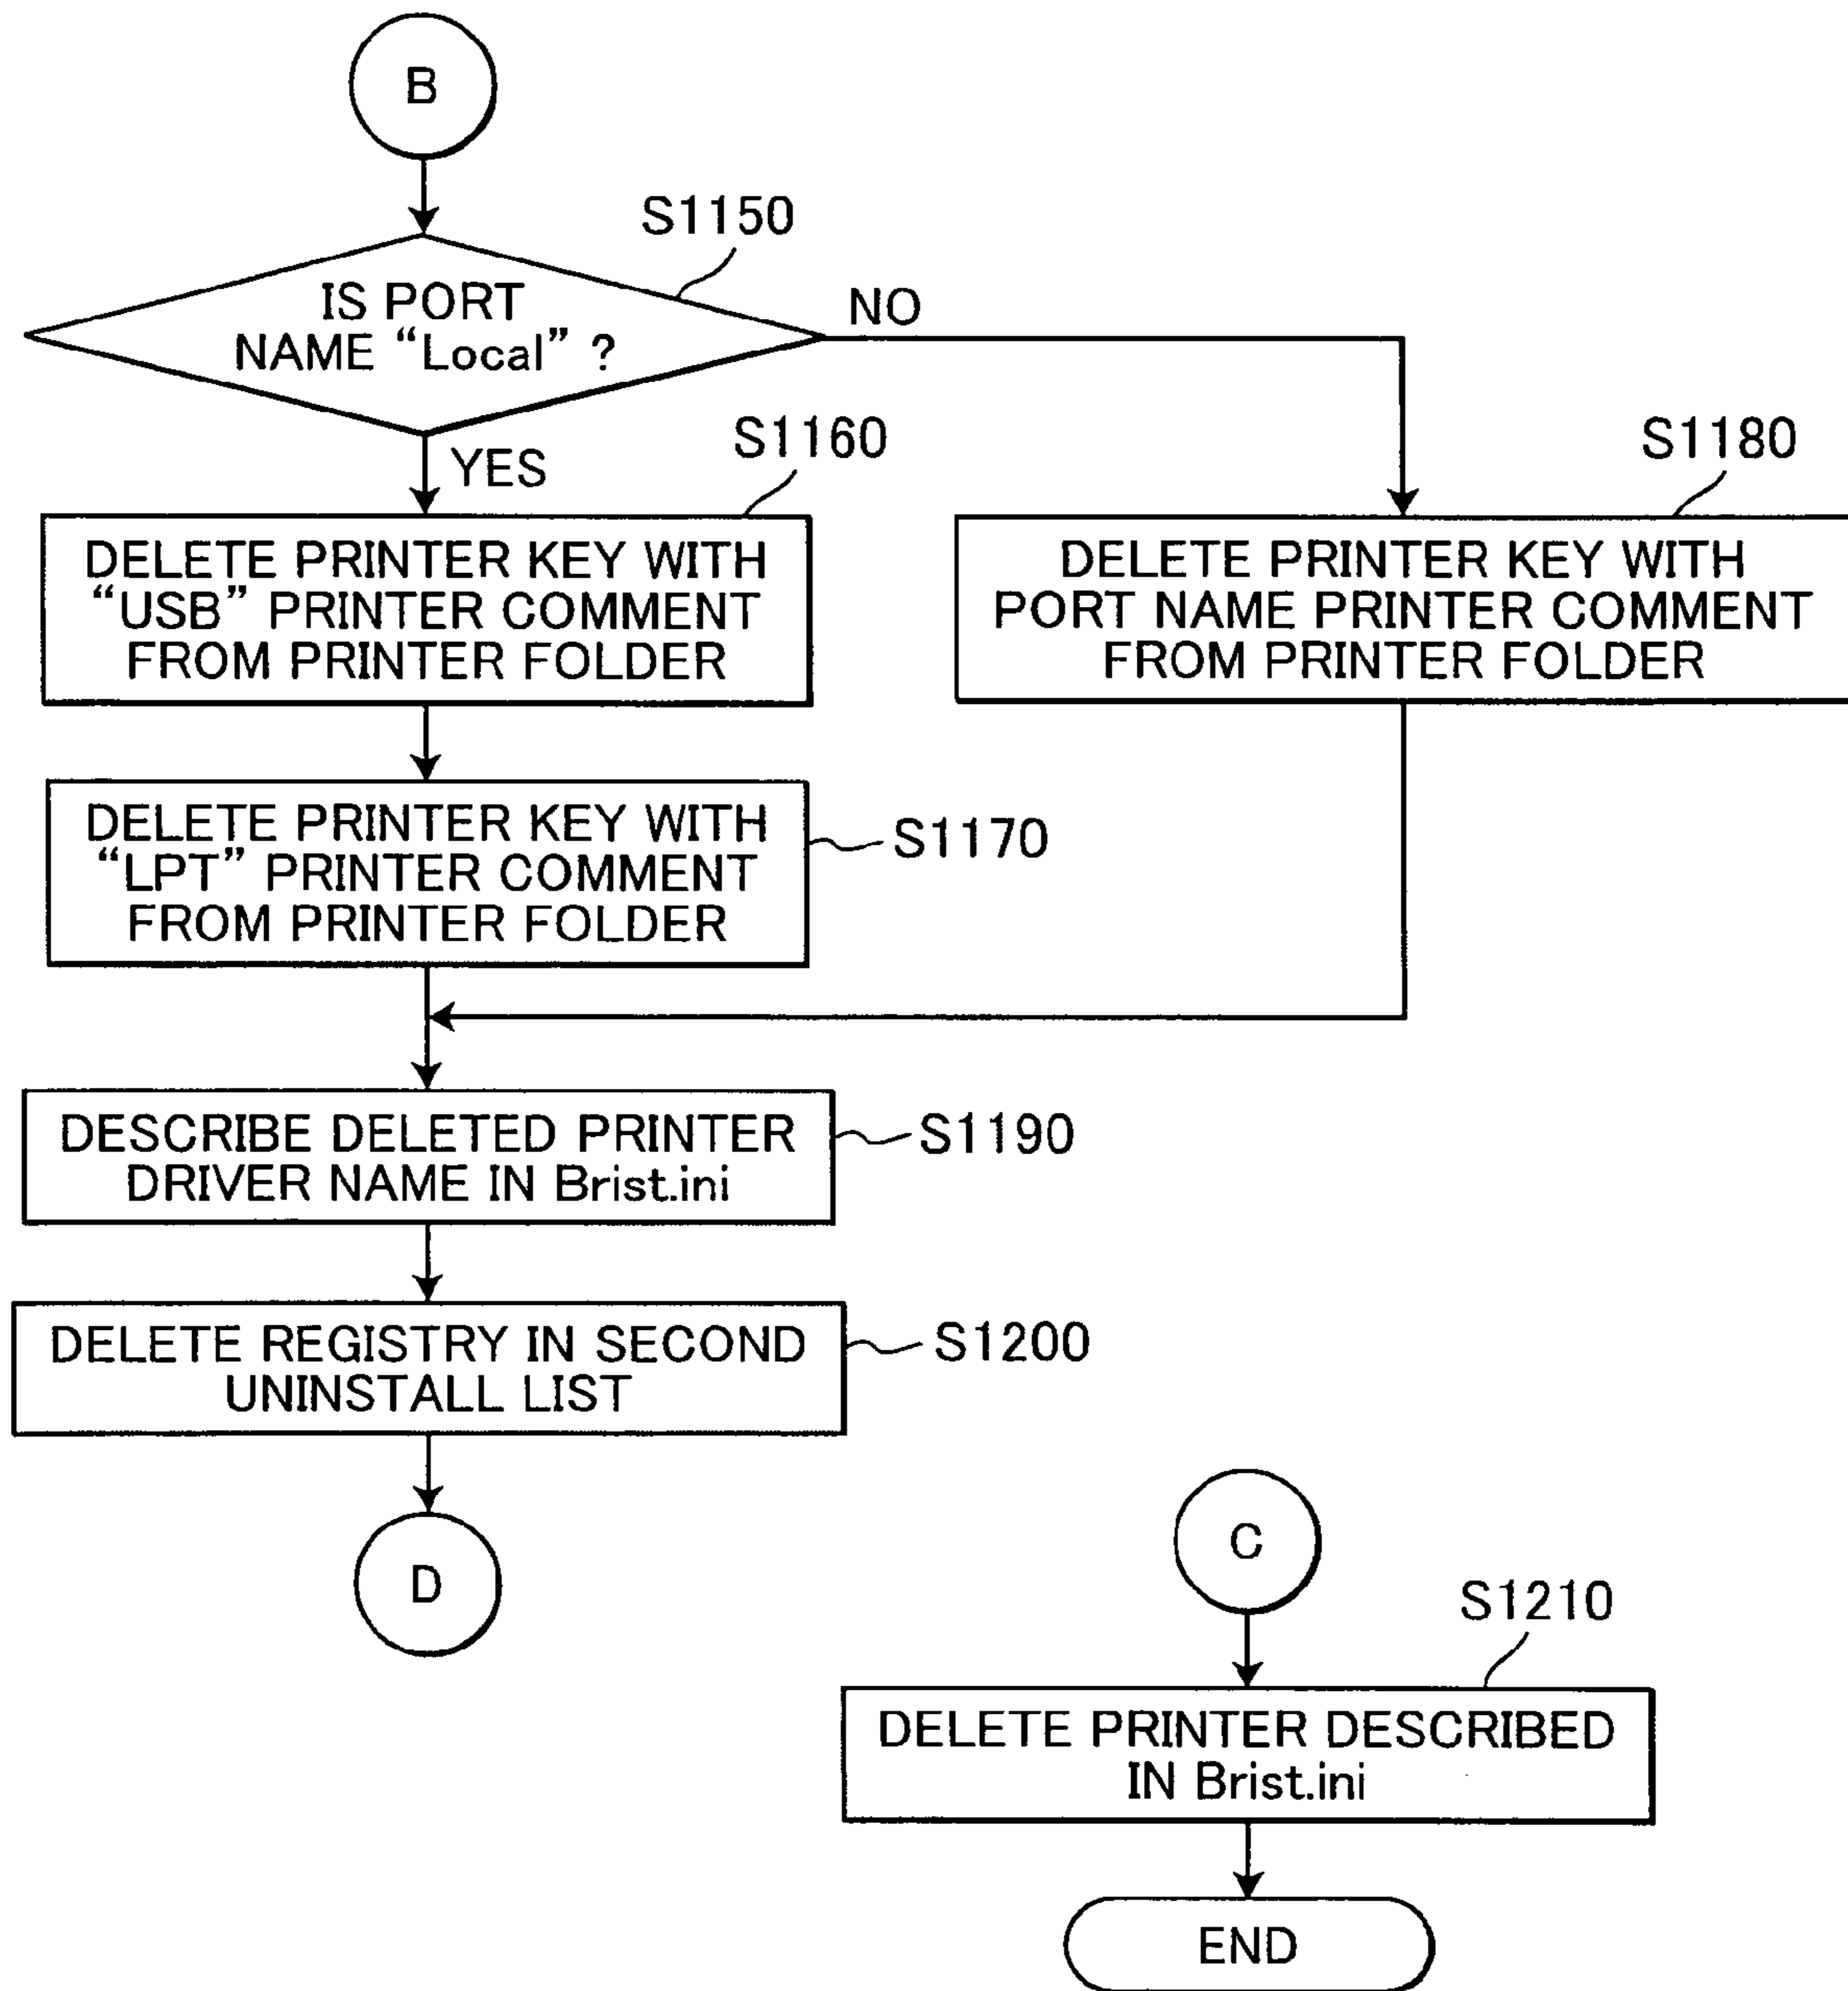 B
S1150
IS PORT
NAME “Local” ?
NO
YES
S1160
S1180
DELETE PRINTER KEY WITH
“USB” PRINTER COMMENT
FROM PRINTER FOLDER
DELETE PRINTER KEY WITH
PORT NAME PRINTER COMMENT
FROM PRINTER FOLDER
DELETE PRINTER KEY WITH
“LPT” PRINTER COMMENT
FROM PRINTER FOLDER
S1170
DESCRIBE DELETED PRINTER
DRIVER NAME IN Brist.ini
S1190
DELETE REGISTRY IN SECOND
UNINSTALL LIST
S1200
D
C
S1210
DELETE PRINTER DESCRIBED
IN Brist.ini
END